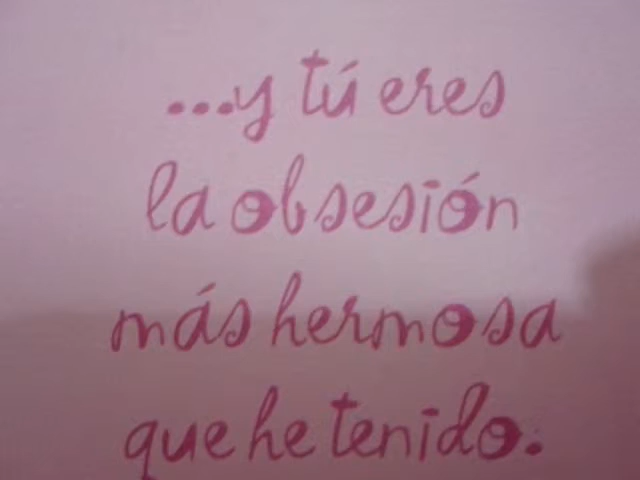 ...y tú eres
la obsesión
más hermosa
que he tenido.